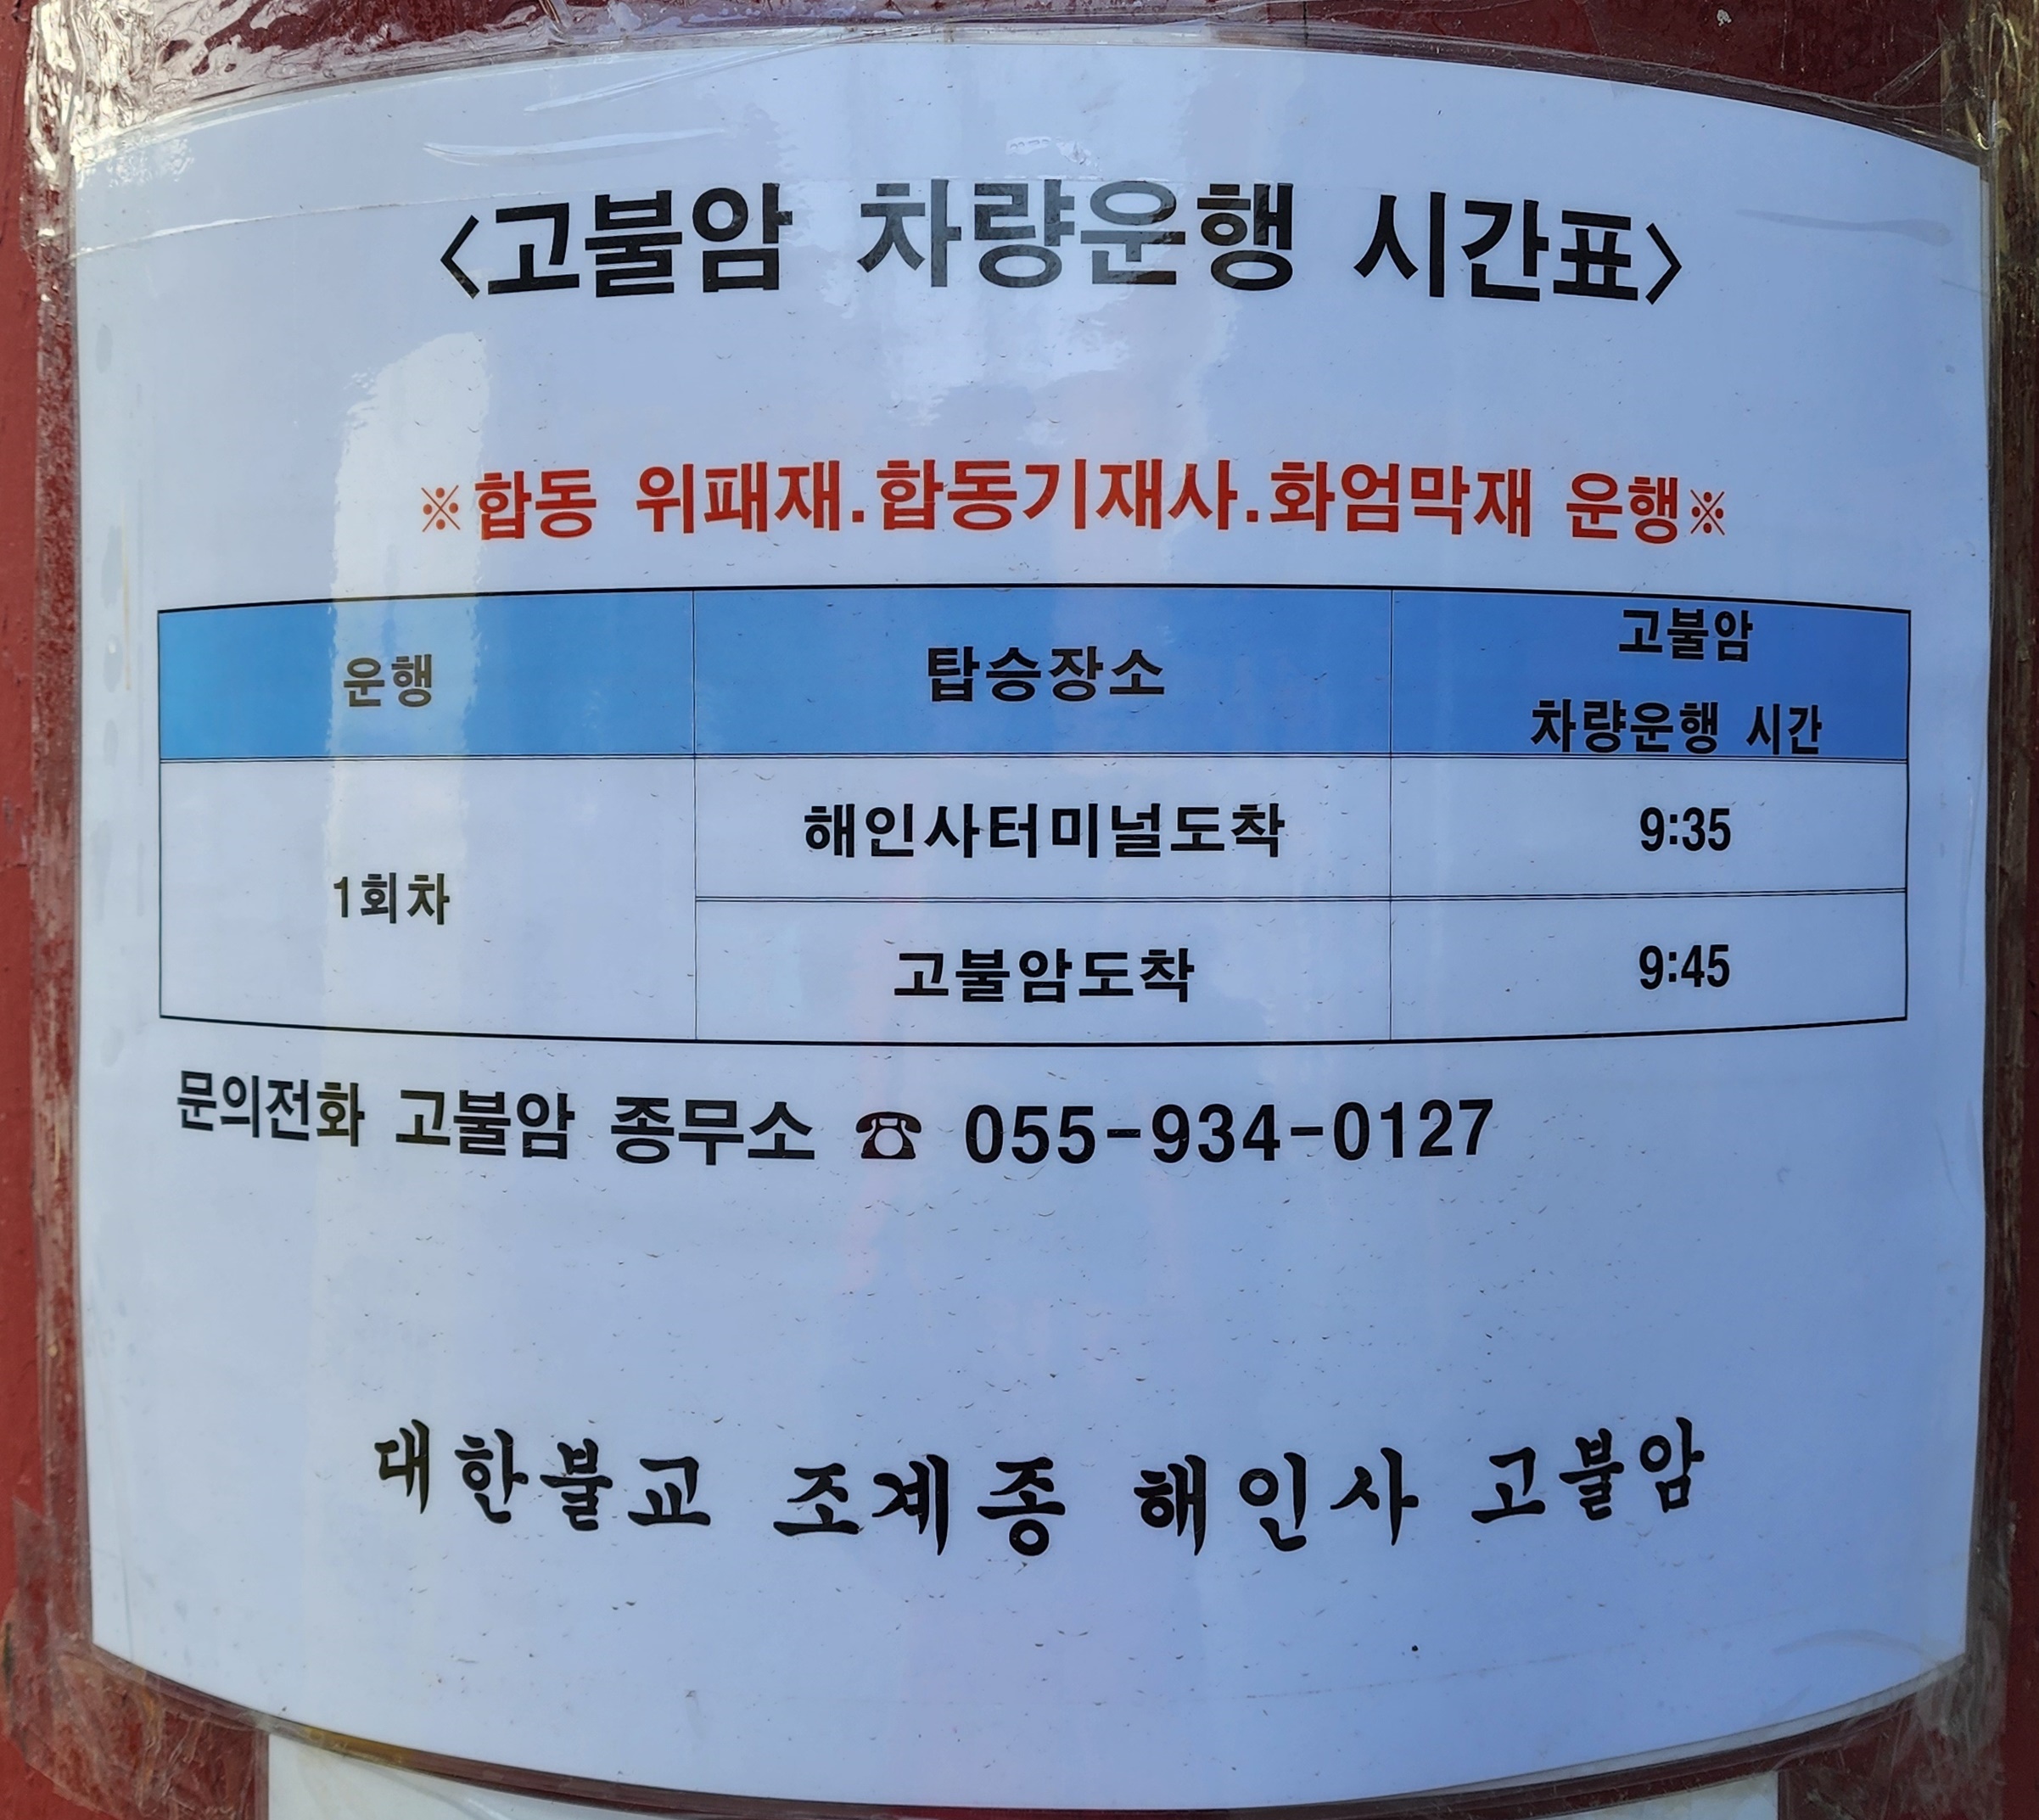 <고불암 차량운행 시간표>
※합동 위패재.합동기재사.화엄막재 운행※
운행 탑승장소 고불암
차량운행 시간
1회차 해인사터미널도착 9:35
고불암도착 9:45
문의전화 고불암 종무소 ☎ 055-934-0127
대한불교 조계종 해인사 고불암